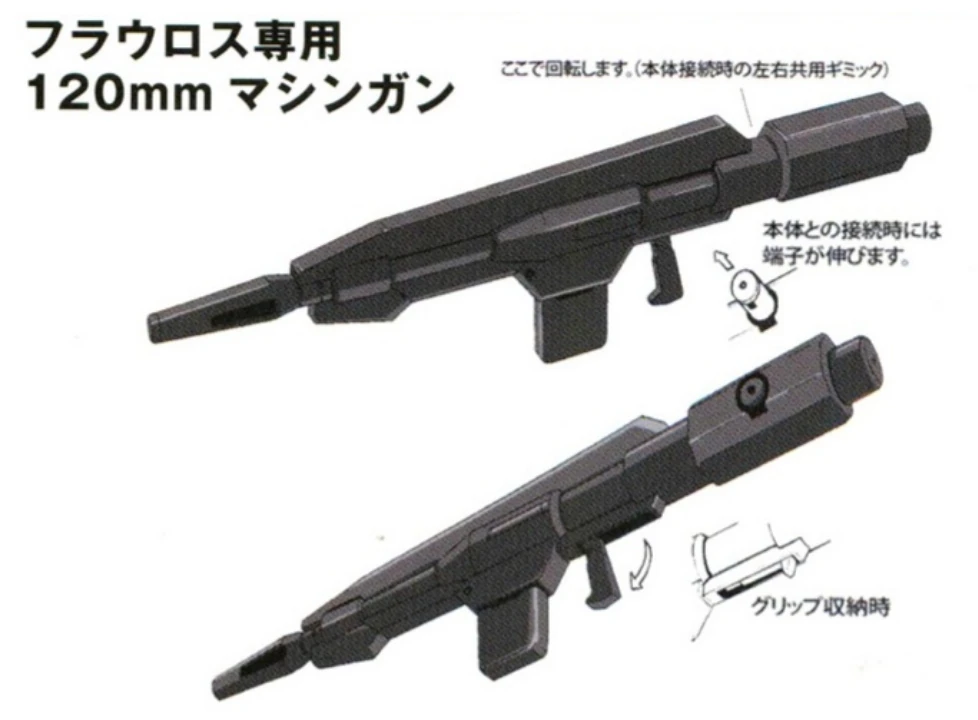 フラウロス専用
120mm マシンガン
ここで回転します。(本体接続時の左右共用ギミック)
本体との接続時には
端子が伸びます。
グリップ収納時